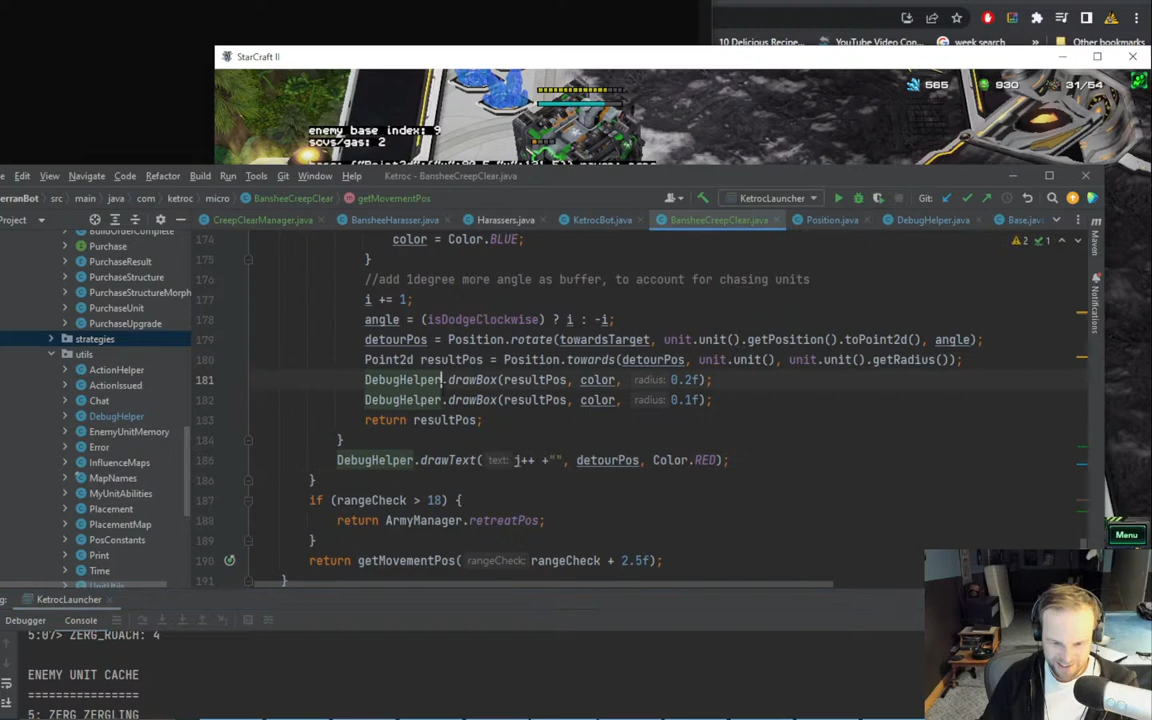 10 Delicious Recipe...
YouTube Video Con...
week search
Other bookmarks
StarCraft II
565
930
31/54
enemy base index: 9
scvs/gas: 2
View Navigate Code Refactor Build Run Tools Git Window Help
Ketroc - BansheeCreepClear.java
erranBot src main java com ketroc micro BansheeCreepClear getMovementPos
KetrocLauncher
Git:
Project
CreepClearManager.java
BansheeHarasser.java
Harassers.java
KetrocBot.java
BansheeCreepClear.java
Position.java
DebugHelper.java
Base.java
BuildOrderComplete
Purchase
PurchaseResult
PurchaseStructure
PurchaseStructureMorph
PurchaseUnit
PurchaseUpgrade
strategies
utils
ActionHelper
ActionIssued
Chat
DebugHelper
EnemyUnitMemory
Error
InfluenceMaps
MapNames
MyUnitAbilities
Placement
PlacementMap
PosConstants
Print
Time
UnitUtils
2
1
174 color = Color.BLUE;
175 }
176 //add 1degree more angle as buffer, to account for chasing units
177 i += 1;
178 angle = (isDodgeClockwise) ? i : -i;
179 detourPos = Position.rotate(towardsTarget, unit.unit().getPosition().toPoint2d(), angle);
180 Point2d resultPos = Position.towards(detourPos, unit.unit(), unit.unit().getRadius());
181 DebugHelper.drawBox(resultPos, color, radius: 0.2f);
182 DebugHelper.drawBox(resultPos, color, radius: 0.1f);
183 return resultPos;
184 }
185 DebugHelper.drawText( text: j++ +"", detourPos, Color.RED);
186 }
187 if (rangeCheck > 18) {
188 return ArmyManager.retreatPos;
189 }
190 return getMovementPos( rangeCheck: rangeCheck + 2.5f);
191 }
Maven
Notifications
Menu
KetrocLauncher
Debugger
Console
5:07> ZERG_ROACH: 4
ENEMY UNIT CACHE
================
5: ZERG_ZERGLING